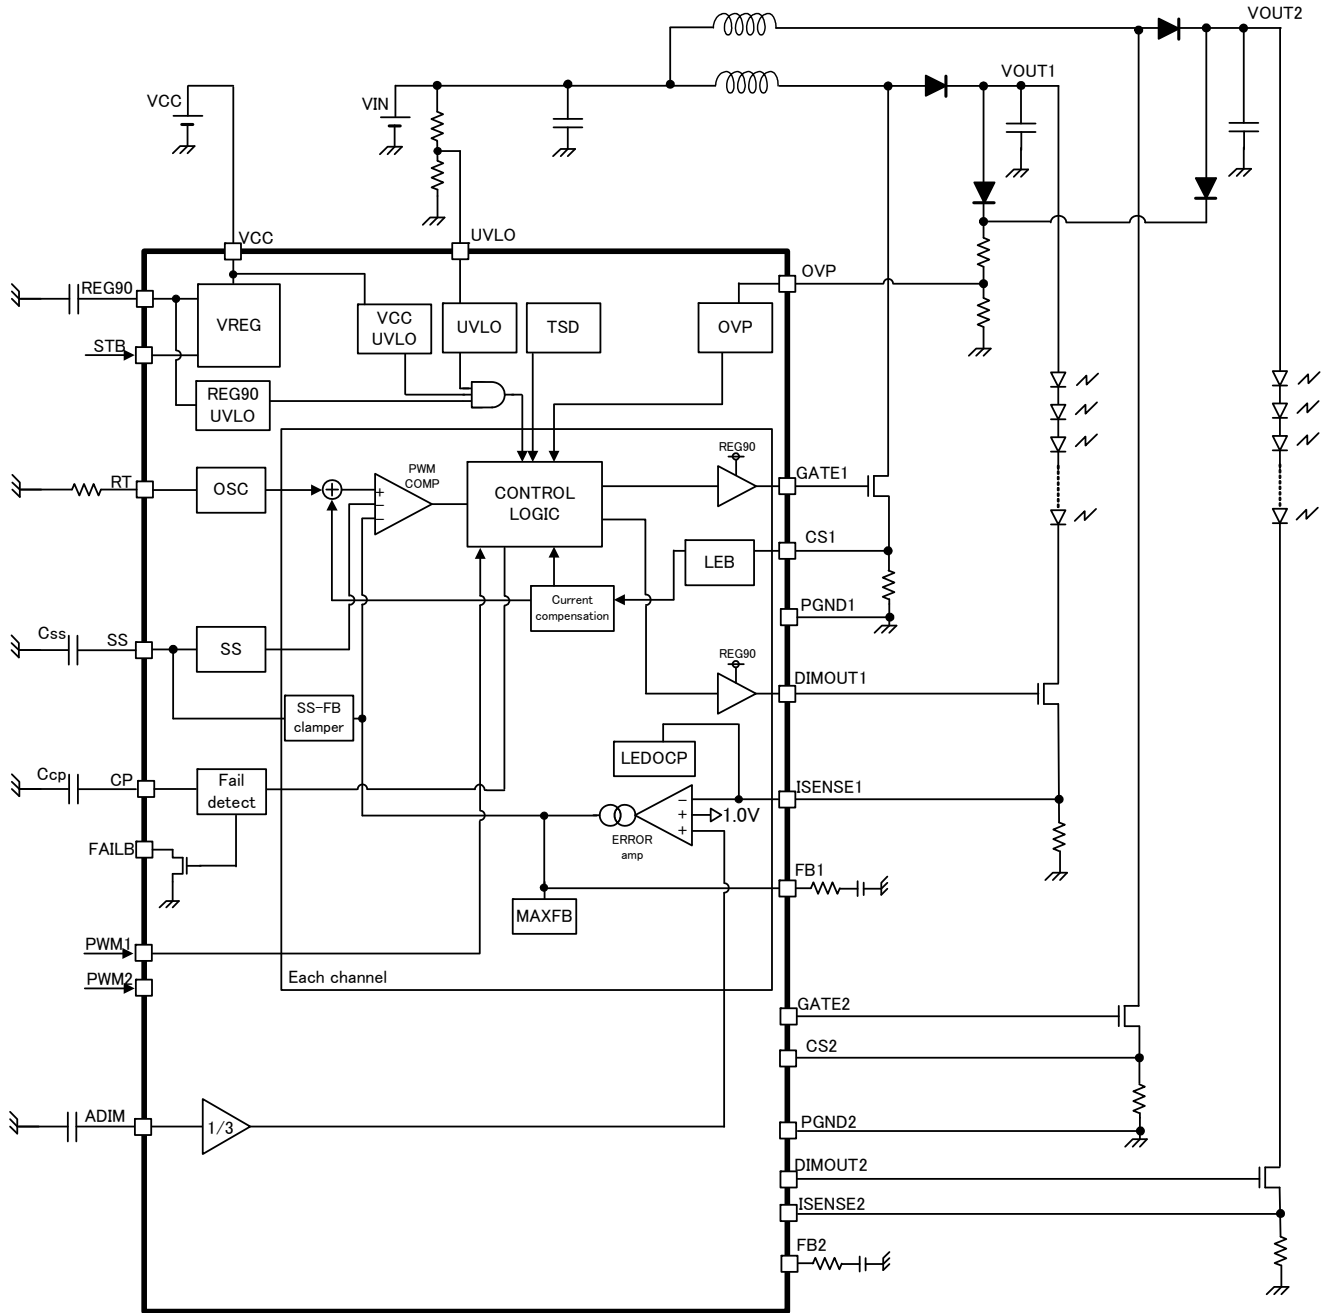 VOUT2
VOUT1
VCC
VIN
VCC
UVLO
REG90
VREG
VCC
UVLO
UVLO
TSD
OVP
OVP
STB
REG90
UVLO
RT
OSC
PWM
COMP
+
−
−
CONTROL
LOGIC
REG90
GATE1
LEB
CS1
Current
compensation
PGND1
Css
SS
SS
REG90
DIMOUT1
SS-FB
clamper
LEDOCP
Ccp
CP
Fail
detect
ISENSE1
−
+
+
1.0V
ERROR
amp
FAILB
FB1
MAXFB
PWM1
PWM2
Each channel
GATE2
CS2
ADIM
1/3
PGND2
DIMOUT2
ISENSE2
FB2